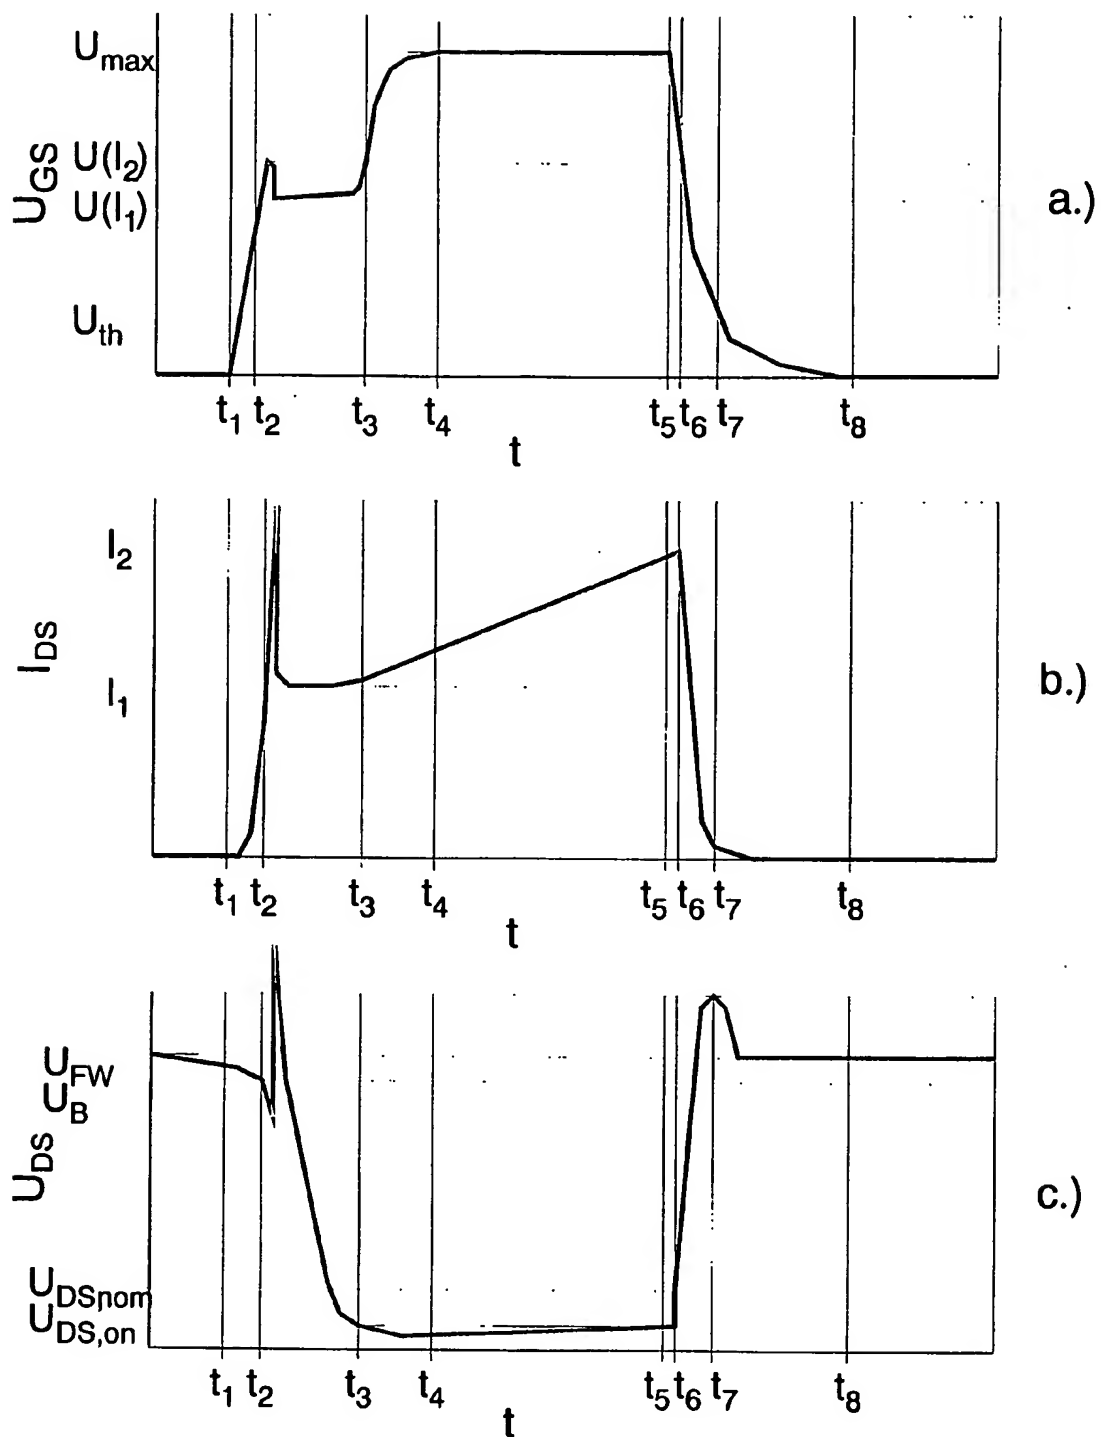 U_max
U(I_2)
U_GS
U(I_1)
a.)
U_th
t_1 t_2 t_3 t_4 t_5 t_6 t_7 t_8
t
I_2
I_DS
b.)
I_1
t_1 t_2 t_3 t_4 t_5 t_6 t_7 t_8
t
U_FW
U_B
U_DS
c.)
U_DSnom
U_DS,on
t_1 t_2 t_3 t_4 t_5 t_6 t_7 t_8
t